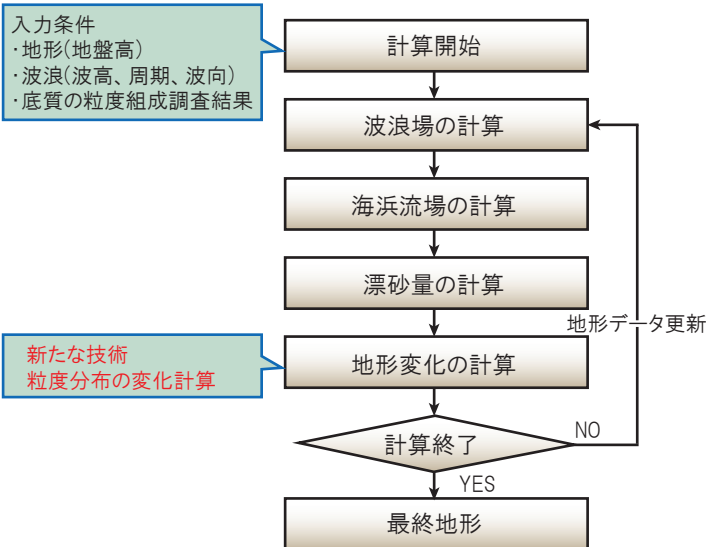 入力条件
・地形(地盤高)
・波浪(波高、周期、波向)
・底質の粒度組成調査結果
計算開始
波浪場の計算
海浜流場の計算
漂砂量の計算
地形データ更新
新たな技術
粒度分布の変化計算
地形変化の計算
計算終了
NO
YES
最終地形